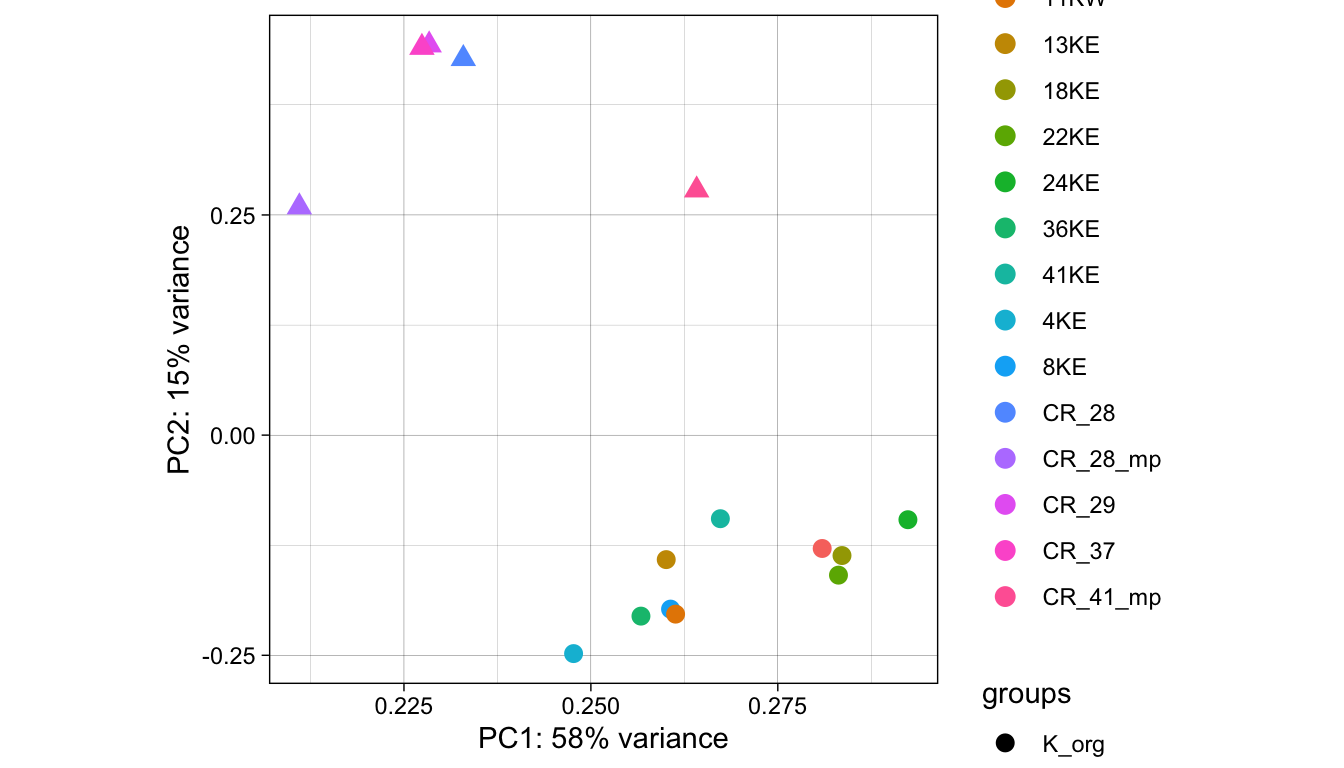 13KE
18KE
22KE
24KE
36KE
41KE
4KE
8KE
CR_28
CR_28_mp
CR_29
CR_37
CR_41_mp
groups
K_org
0.25
0.00
-0.25
PC2: 15% variance
0.225
0.250
0.275
PC1: 58% variance